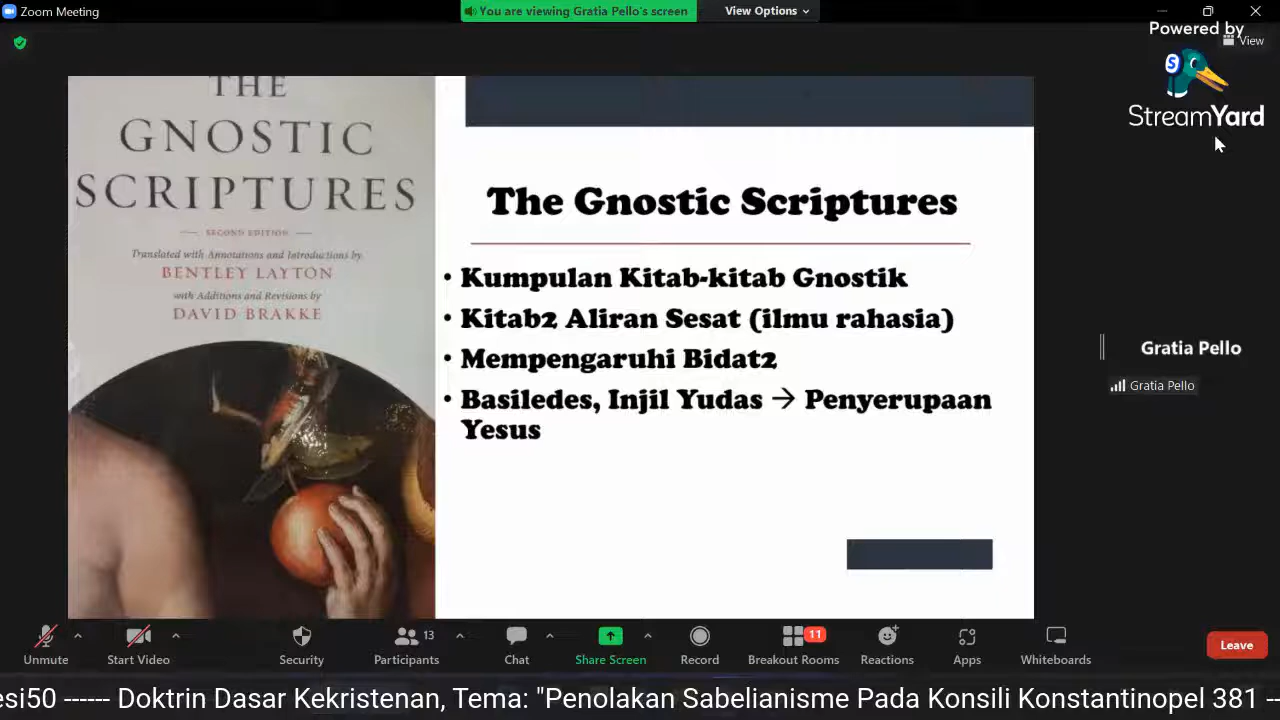 Zoom Meeting
You are viewing Gratia Pello's screen
View Options
Powered by
View
StreamYard
THE
GNOSTIC
SCRIPTURES
SECOND EDITION
Translated with Annotations and Introductions by
BENTLEY LAYTON
with Additions and Revisions by
DAVID BRAKKE
The Gnostic Scriptures
• Kumpulan Kitab-kitab Gnostik
• Kitab2 Aliran Sesat (ilmu rahasia)
• Mempengaruhi Bidat2
• Basiledes, Injil Yudas → Penyerupaan
Yesus
Gratia Pello
Gratia Pello
Unmute
Start Video
Security
Participants 13
Chat
Share Screen
Record
Breakout Rooms 11
Reactions
Apps
Whiteboards
Leave
esi50 ------ Doktrin Dasar Kekristenan, Tema: "Penolakan Sabelianisme Pada Konsili Konstantinopel 381 --